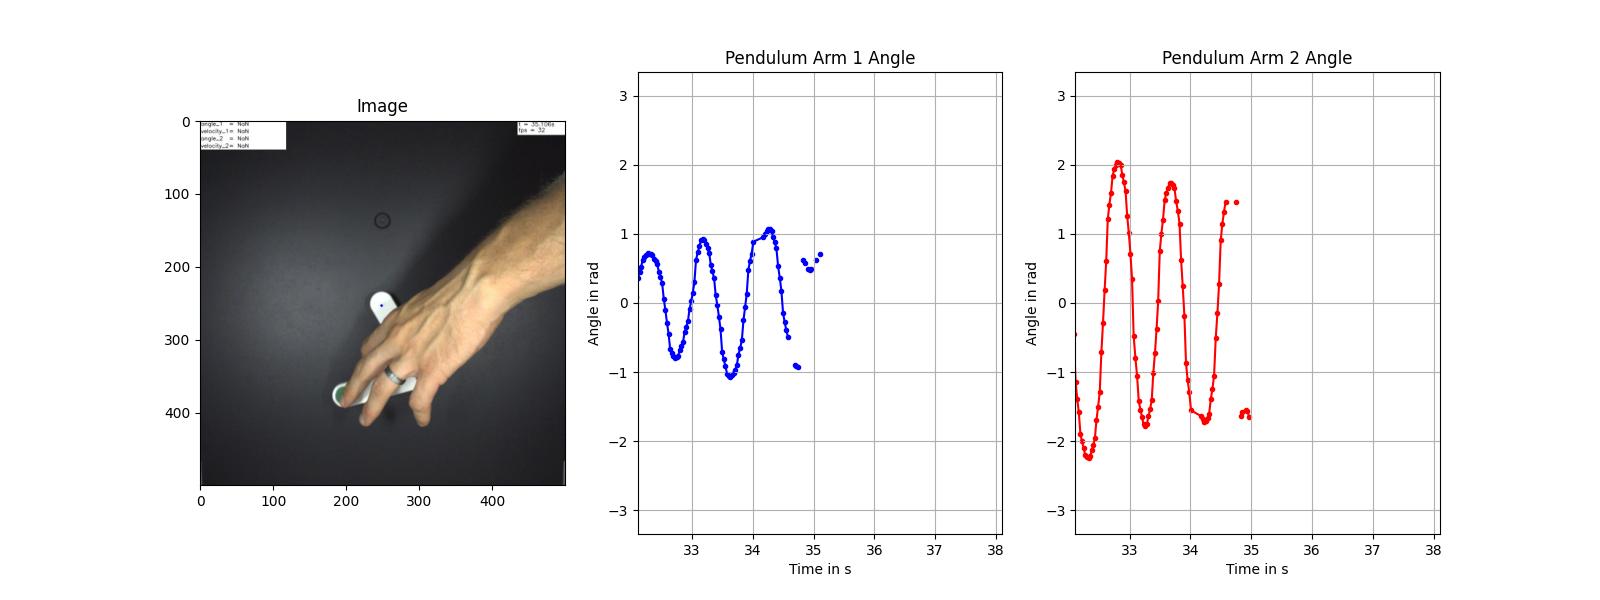 Image
angle_1 = NaN
velocity_1= NaN
angle_2 = NaN
velocity_2= NaN
t = 35.106s
fps = 32
0
100
200
300
400
0 100 200 300 400
Pendulum Arm 1 Angle
Angle in rad
3
2
1
0
−1
−2
−3
33 34 35 36 37 38
Time in s
Pendulum Arm 2 Angle
Angle in rad
3
2
1
0
−1
−2
−3
33 34 35 36 37 38
Time in s